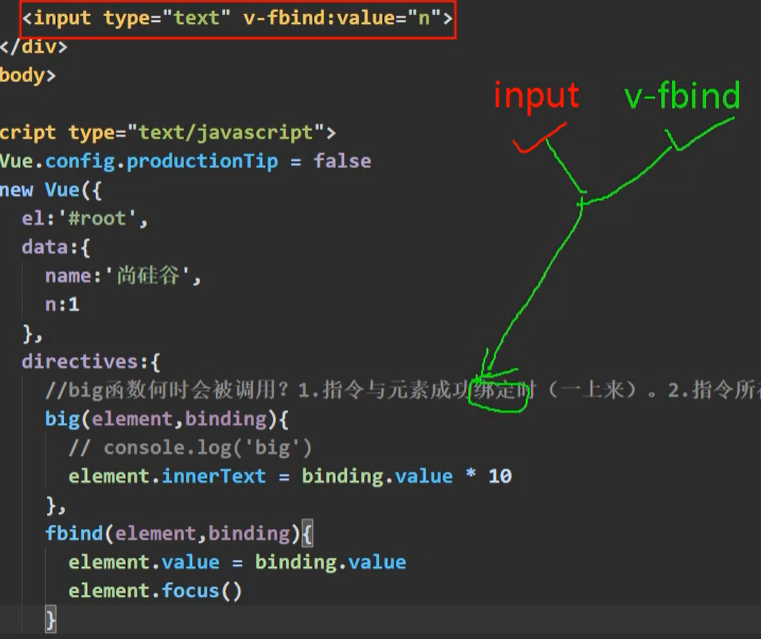 <input type="text" v-fbind:value="n">
</div>
body>
input v-fbind
cript type="text/javascript">
Vue.config.productionTip = false
new Vue({
el:'#root',
data:{
name:'尚硅谷',
n:1
},
directives:{
//big函数何时会被调用？1.指令与元素成功绑定时（一上来）。2.指令所
big(element,binding){
// console.log('big')
element.innerText = binding.value * 10
},
fbind(element,binding){
element.value = binding.value
element.focus()
}